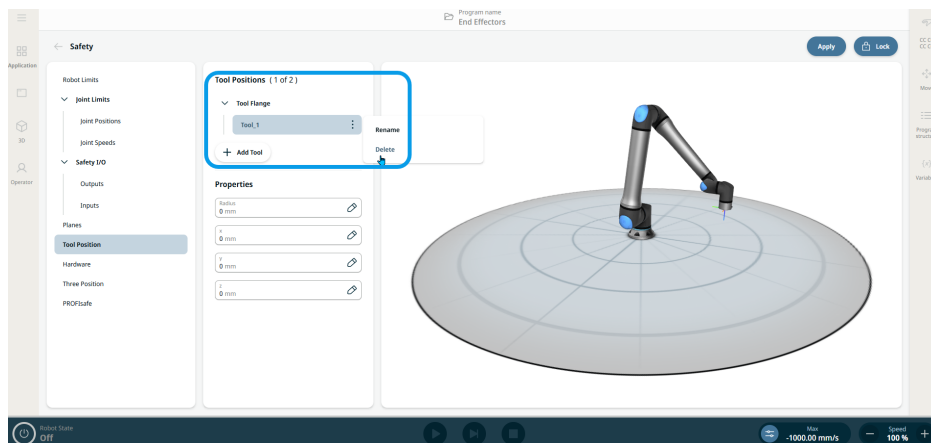 Program name
End Effectors
Safety
Apply
Lock
Application
3D
Operator
Robot Limits
Joint Limits
Joint Positions
Joint Speeds
Safety I/O
Outputs
Inputs
Planes
Tool Position
Hardware
Three Position
PROFIsafe
Tool Positions ( 1 of 2 )
Tool Flange
Tool_1
Rename
Delete
+ Add Tool
Properties
Radius
0 mm
X
0 mm
Y
0 mm
Z
0 mm
Robot State
Off
Max
-1000.00 mm/s
Speed
100 %